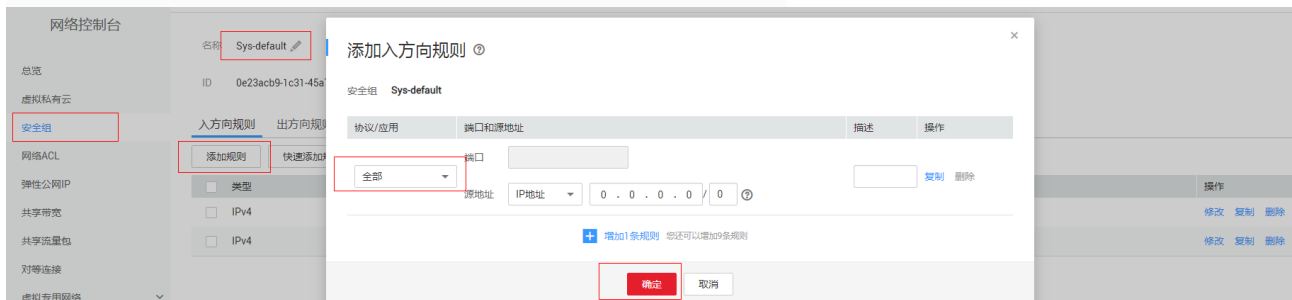 网络控制台
总览
虚拟私有云
安全组
网络ACL
弹性公网IP
共享带宽
共享流量包
对等连接
虚拟专用网络
名称 Sys-default
ID 0e23acb9-1c31-45a
入方向规则 出方向规
添加规则 快速添加
类型
IPv4
IPv4
添加入方向规则
×
安全组 Sys-default
协议/应用 端口和源地址 描述 操作
全部
端口
源地址 IP地址 0 . 0 . 0 . 0 / 0
复制 删除
+ 增加1条规则 您还可以增加9条规则
确定 取消
操作
修改 复制 删除
修改 复制 删除